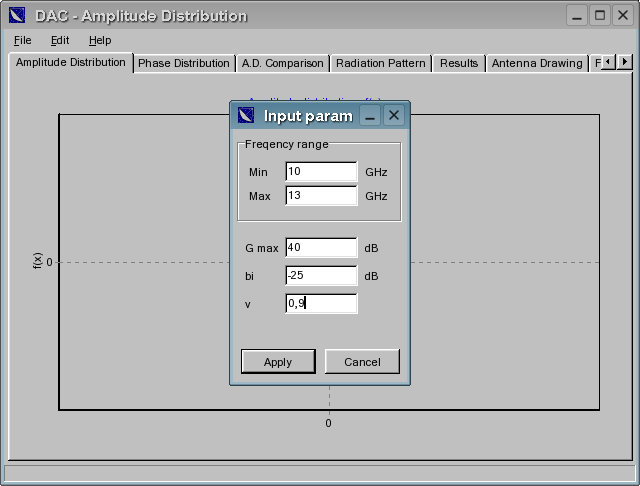 DAC - Amplitude Distribution
File Edit Help
Amplitude Distribution Phase Distribution A.D. Comparison Radiation Pattern Results Antenna Drawing F
Input param
Freqency range
Min 10 GHz
Max 13 GHz
G max 40 dB
bi -25 dB
v 0,9
Apply Cancel
f(x)
0
0